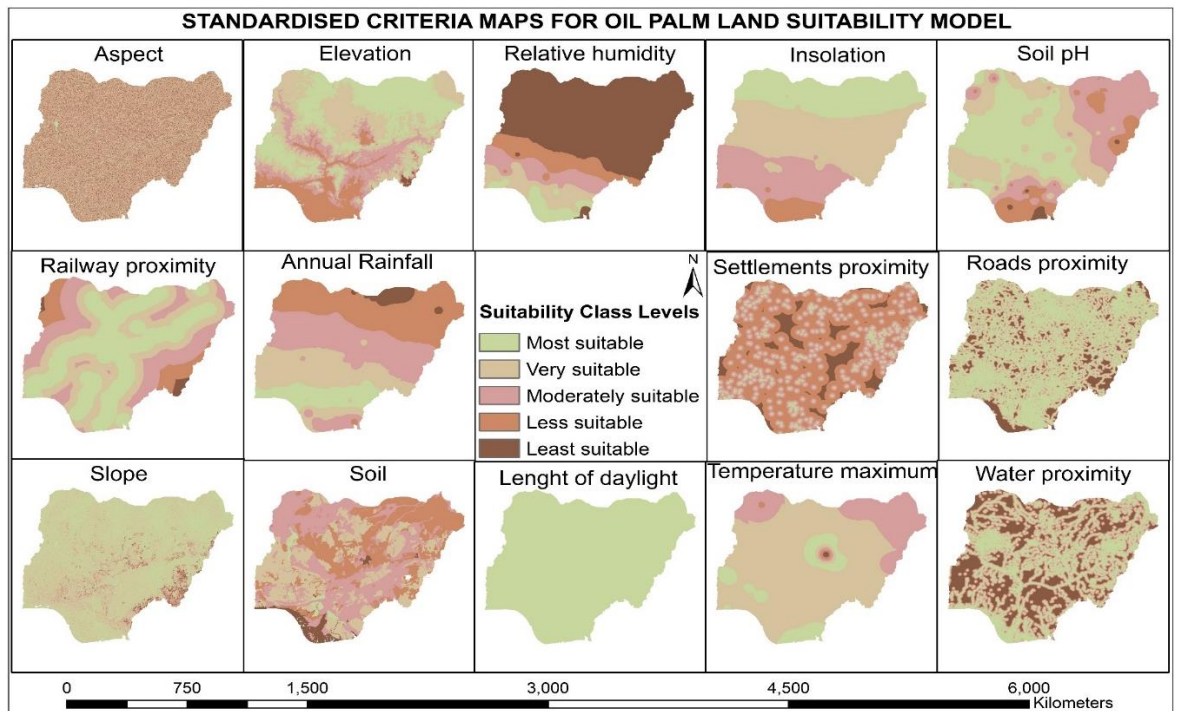 STANDARDISED CRITERIA MAPS FOR OIL PALM LAND SUITABILITY MODEL
Aspect
Elevation
Relative humidity
Insolation
Soil pH
Railway proximity
Annual Rainfall
N
Suitability Class Levels
Most suitable
Very suitable
Moderately suitable
Less suitable
Least suitable
Settlements proximity
Roads proximity
Slope
Soil
Lenght of daylight
Temperature maximum
Water proximity
0 750 1,500 3,000 4,500 6,000
Kilometers